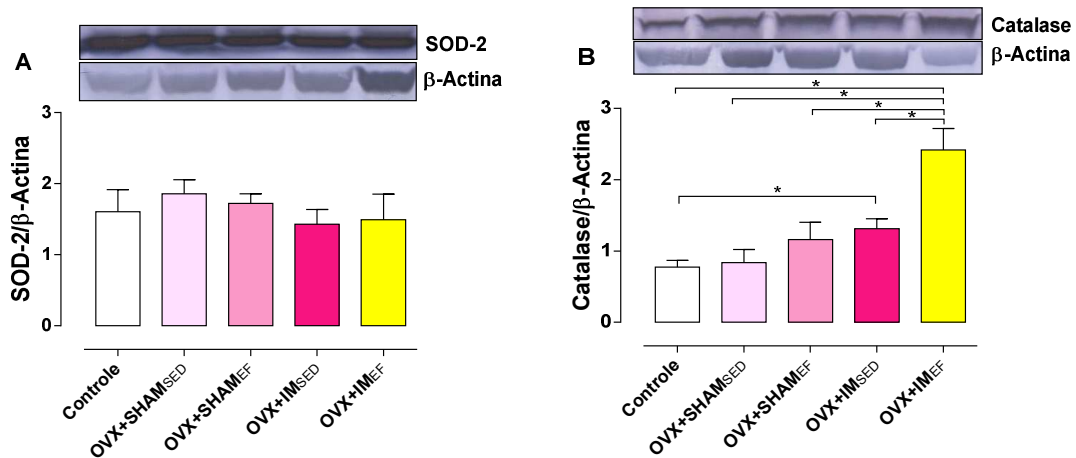 A
SOD-2
β-Actina
SOD-2/β-Actina
3
2
1
0
Controle
OVX+SHAMSED
OVX+SHAMEF
OVX+IMSED
OVX+IMEF
B
Catalase
β-Actina
*
*
*
*
*
Catalase/β-Actina
3
2
1
0
Controle
OVX+SHAMSED
OVX+SHAMEF
OVX+IMSED
OVX+IMEF